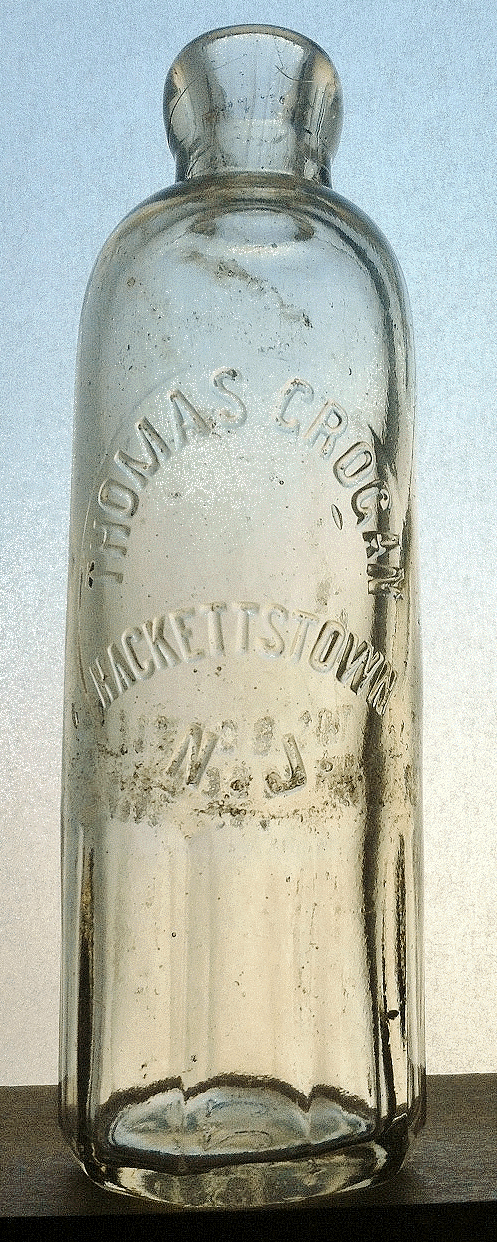 THOMAS CROGAN
HACKETTSTOWN
N. J.